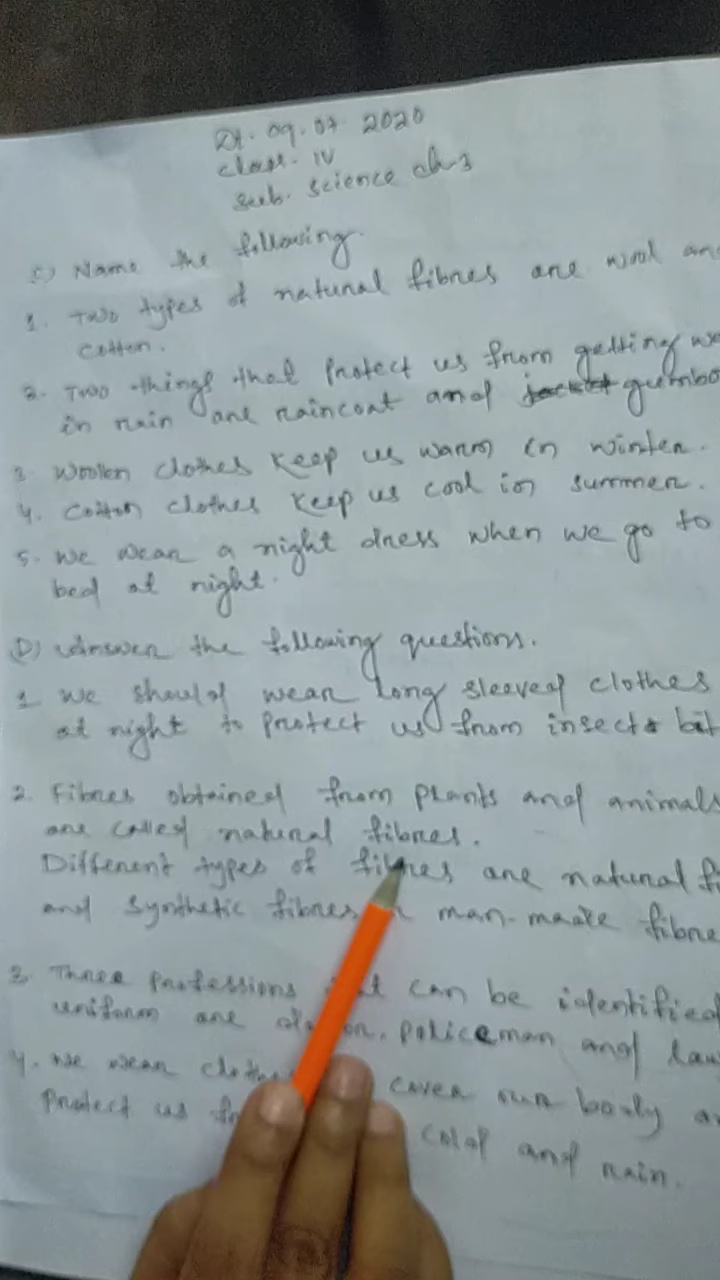 Dt. 09.07.2020
class- IV
sub. science ch-3
C) Name the following.
1. Two types of natural fibres are wool an
cotton.
2. Two things that protect us from getting we
in rain are raincoat and jacket gumbo
3. Woollen clothes keep us warm in winter.
4. Cotton clothes keep us cool in summer.
5. We wear a night dress when we go to
bed at night.
(D) Answer the following questions.
1 We should wear long sleeved clothes
at night to protect us from insects bit
2. Fibres obtained from plants and animals
are called natural fibres.
Different types of fibres are natural fi
and synthetic fibres man-made fibre
3. Three professions can be identified
uniform are policeman and law
4. We wear cover our body a
Protect us cold and rain.